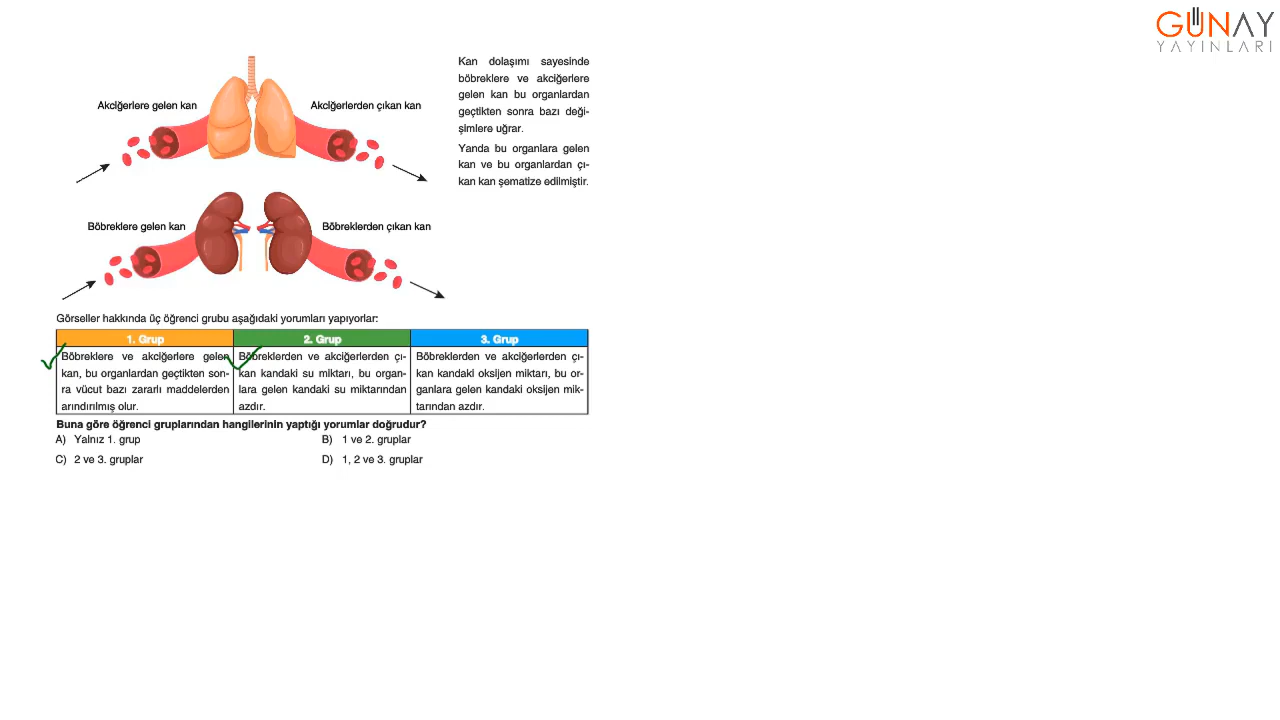 GÜNAY
YAYINLARI
Kan dolaşımı sayesinde
böbreklere ve akciğerlere
gelen kan bu organlardan
geçtikten sonra bazı deği-
şimlere uğrar.
Yanda bu organlara gelen
kan ve bu organlardan çı-
kan kan şematize edilmiştir.
Akciğerlere gelen kan
Akciğerlerden çıkan kan
Böbreklere gelen kan
Böbreklerden çıkan kan
Görseller hakkında üç öğrenci grubu aşağıdaki yorumları yapıyorlar:
1. Grup
Böbreklere ve akciğerlere gelen
kan, bu organlardan geçtikten son-
ra vücut bazı zararlı maddelerden
arındırılmış olur.
2. Grup
Böbreklerden ve akciğerlerden çı-
kan kandaki su miktarı, bu organ-
lara gelen kandaki su miktarından
azdır.
3. Grup
Böbreklerden ve akciğerlerden çı-
kan kandaki oksijen miktarı, bu or-
ganlara gelen kandaki oksijen mik-
tarından azdır.
Buna göre öğrenci gruplarından hangilerinin yaptığı yorumlar doğrudur?
A) Yalnız 1. grup
B) 1 ve 2. gruplar
C) 2 ve 3. gruplar
D) 1, 2 ve 3. gruplar